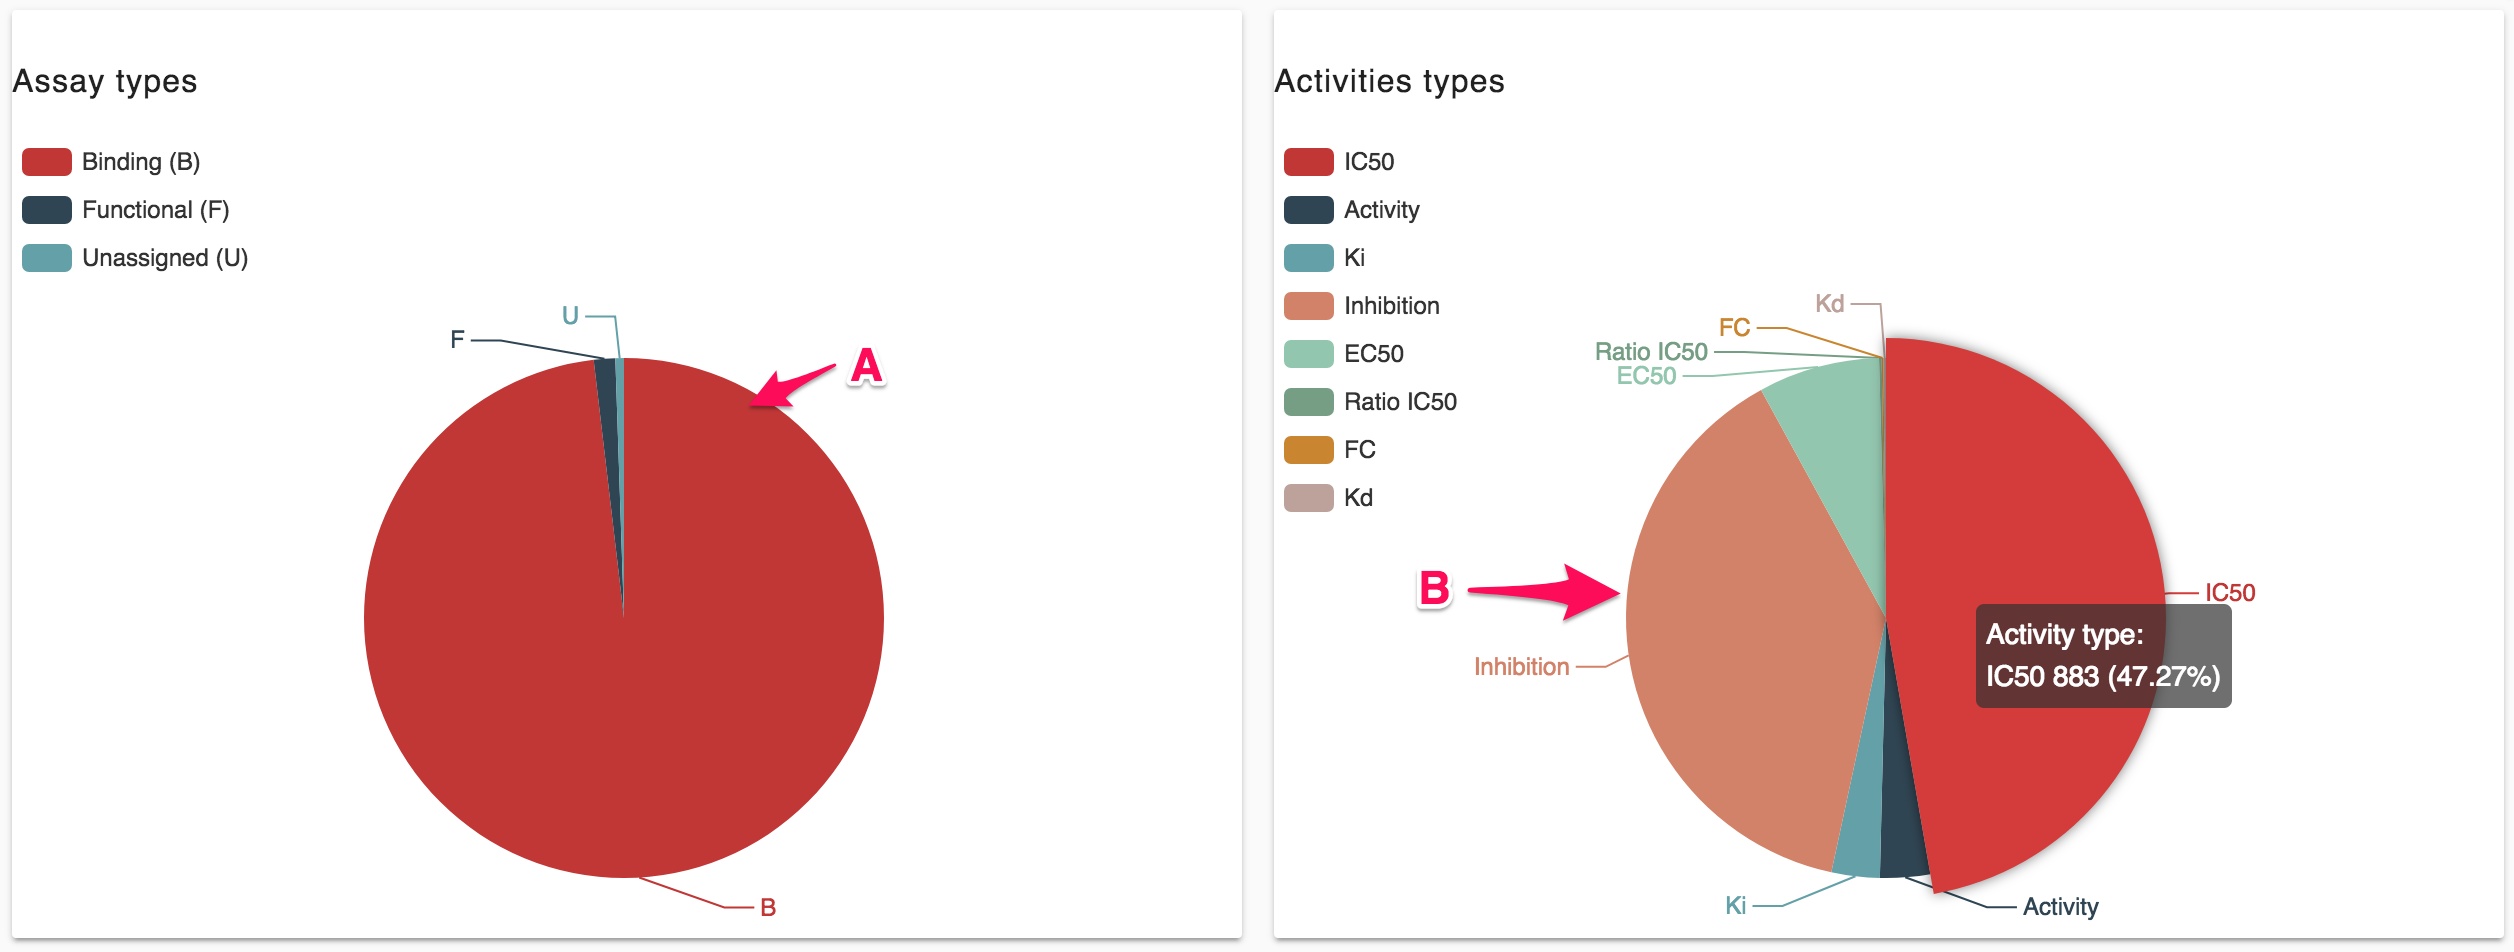 Assay types
Binding (B)
Functional (F)
Unassigned (U)
U
F
A
B
Activities types
IC50
Activity
Ki
Inhibition
EC50
Ratio IC50
FC
Kd
Kd
FC
Ratio IC50
EC50
B
IC50
Activity type:
IC50 883 (47.27%)
Inhibition
Ki
Activity